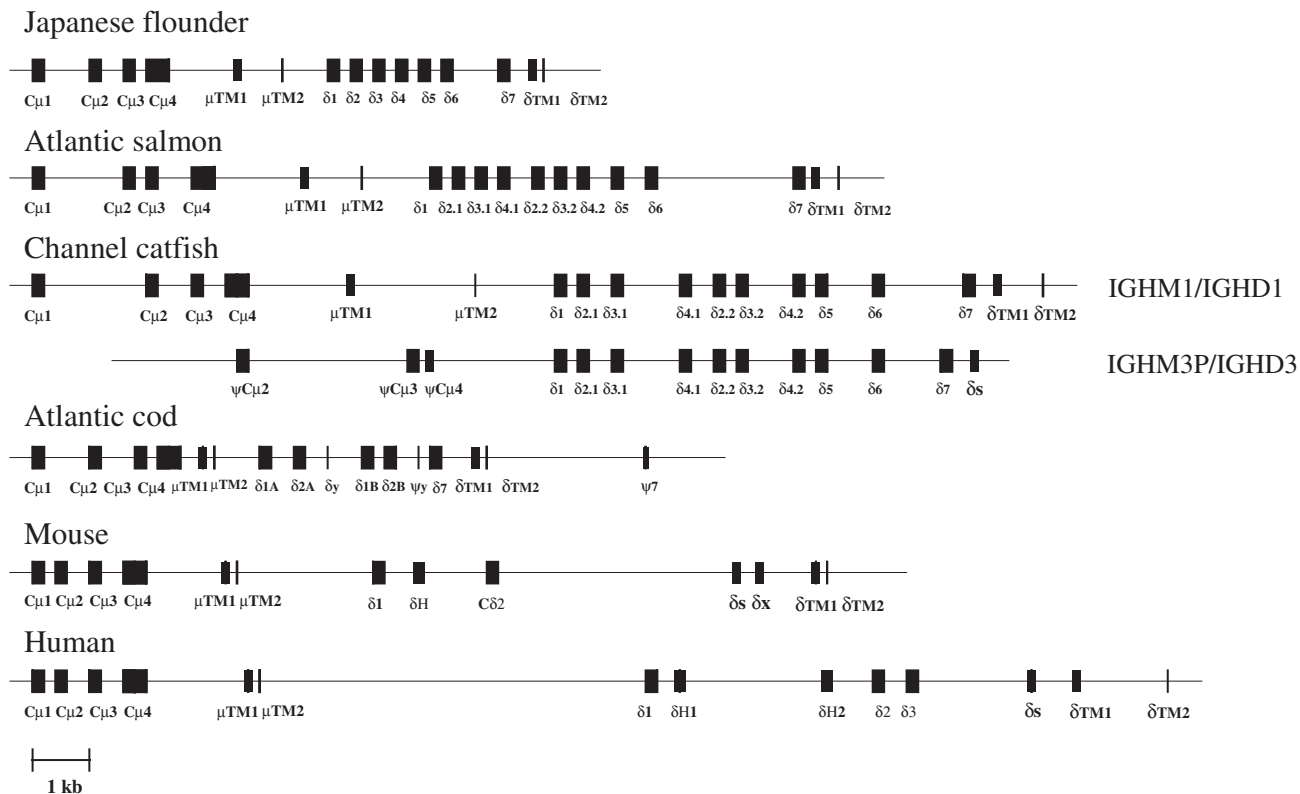 Japanese flounder
Cμ1 Cμ2 Cμ3 Cμ4 μTM1 μTM2 δ1 δ2 δ3 δ4 δ5 δ6 δ7 δTM1 δTM2
Atlantic salmon
Cμ1 Cμ2 Cμ3 Cμ4 μTM1 μTM2 δ1 δ2.1 δ3.1 δ4.1 δ2.2 δ3.2 δ4.2 δ5 δ6 δ7 δTM1 δTM2
Channel catfish
IGHM1/IGHD1
Cμ1 Cμ2 Cμ3 Cμ4 μTM1 μTM2 δ1 δ2.1 δ3.1 δ4.1 δ2.2 δ3.2 δ4.2 δ5 δ6 δ7 δTM1 δTM2
IGHM3P/IGHD3
ψCμ2 ψCμ3 ψCμ4 δ1 δ2.1 δ3.1 δ4.1 δ2.2 δ3.2 δ4.2 δ5 δ6 δ7 δs
Atlantic cod
Cμ1 Cμ2 Cμ3 Cμ4 μTM1 μTM2 δ1A δ2A δy δ1B δ2B ψy δ7 δTM1 δTM2 ψ7
Mouse
Cμ1 Cμ2 Cμ3 Cμ4 μTM1 μTM2 δ1 δH Cδ2 δs δx δTM1 δTM2
Human
Cμ1 Cμ2 Cμ3 Cμ4 μTM1 μTM2 δ1 δH1 δH2 δ2 δ3 δs δTM1 δTM2
1 kb